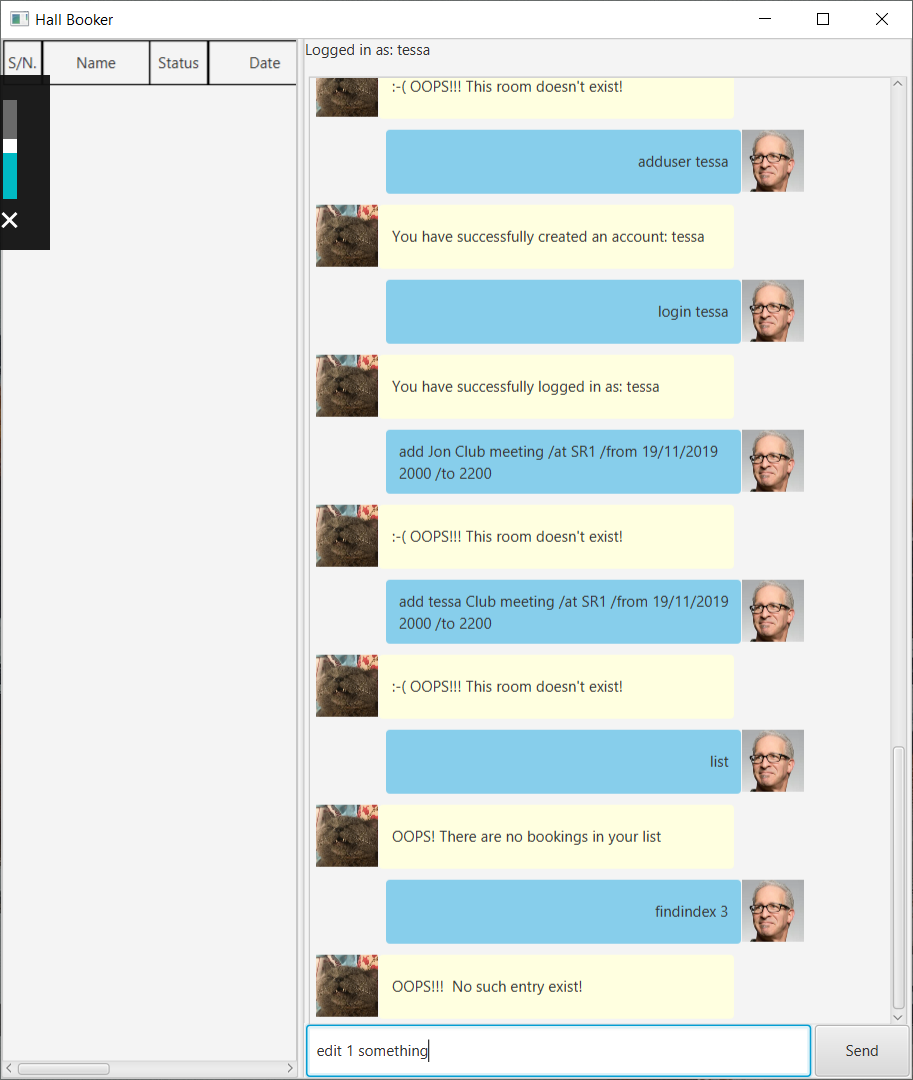 Hall Booker
S/N. Name Status Date
Logged in as: tessa
:-( OOPS!!! This room doesn't exist!
adduser tessa
You have successfully created an account: tessa
login tessa
You have successfully logged in as: tessa
add Jon Club meeting /at SR1 /from 19/11/2019
2000 /to 2200
:-( OOPS!!! This room doesn't exist!
add tessa Club meeting /at SR1 /from 19/11/2019
2000 /to 2200
:-( OOPS!!! This room doesn't exist!
list
OOPS! There are no bookings in your list
findindex 3
OOPS!!!  No such entry exist!
edit 1 something
Send